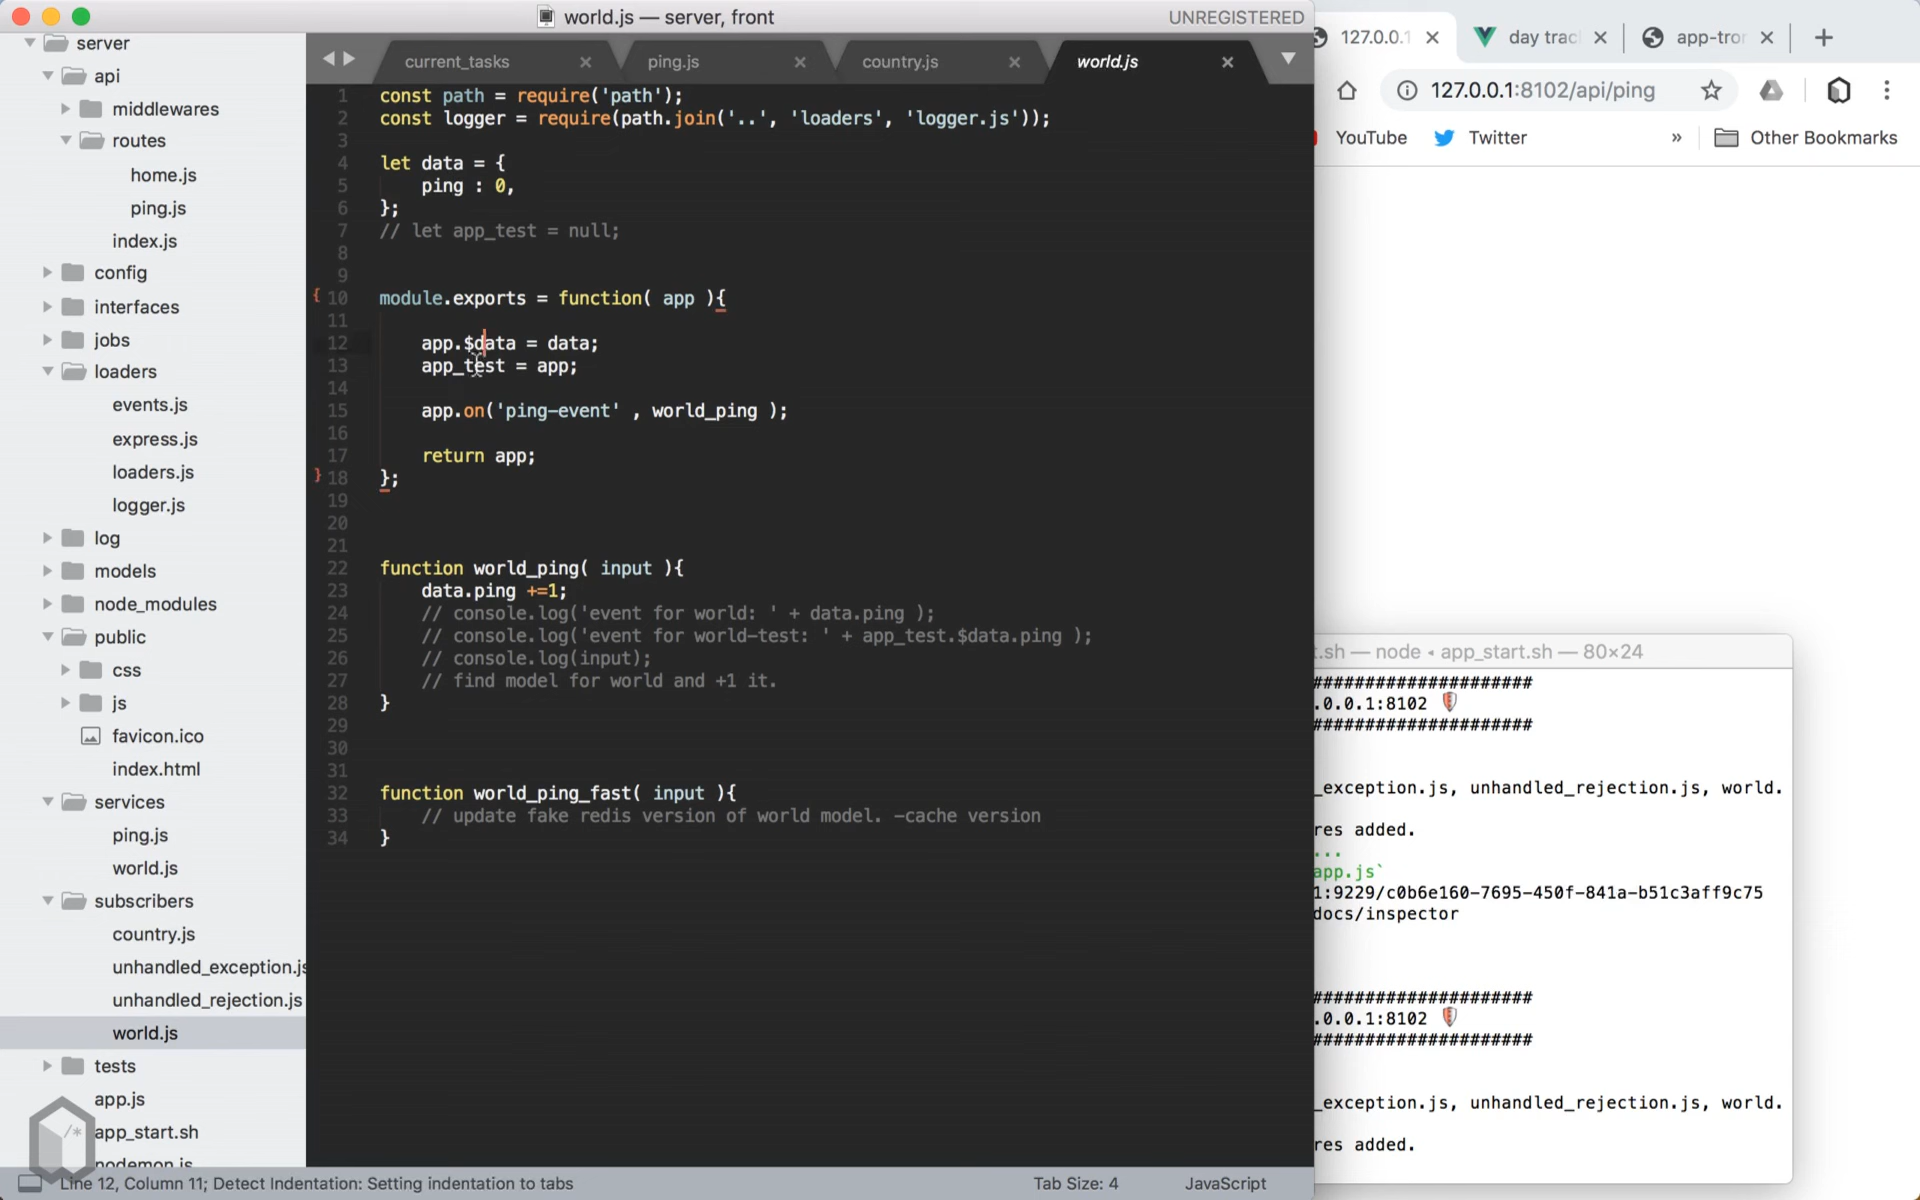 world.js — server, front
UNREGISTERED
server
api
middlewares
routes
home.js
ping.js
index.js
config
interfaces
jobs
loaders
events.js
express.js
loaders.js
logger.js
log
models
node_modules
public
css
js
favicon.ico
index.html
services
ping.js
world.js
subscribers
country.js
unhandled_exception.js
unhandled_rejection.js
world.js
tests
app.js
app_start.sh
nodemon.js
/*
current_tasks
ping.js
country.js
world.js
1 const path = require('path');
2 const logger = require(path.join('..', 'loaders', 'logger.js'));
3
4 let data = {
5 ping : 0,
6 };
7 // let app_test = null;
8
9
10 module.exports = function( app ){
11
12 app.$data = data;
13 app_test = app;
14
15 app.on('ping-event' , world_ping );
16
17 return app;
18 };
19
20
21
22 function world_ping( input ){
23 data.ping +=1;
24 // console.log('event for world: ' + data.ping );
25 // console.log('event for world-test: ' + app_test.$data.ping );
26 // console.log(input);
27 // find model for world and +1 it.
28 }
29
30
31
32 function world_ping_fast( input ){
33 // update fake redis version of world model. -cache version
34 }
Line 12, Column 11; Detect Indentation: Setting indentation to tabs
Tab Size: 4
JavaScript
127.0.0.1
day trac
app-tror
127.0.0.1:8102/api/ping
YouTube
Twitter
»
Other Bookmarks
.sh — node ◂ app_start.sh — 80×24
#####################
.0.0.1:8102
#####################
_exception.js, unhandled_rejection.js, world.
res added.
...
app.js`
1:9229/c0b6e160-7695-450f-841a-b51c3aff9c75
docs/inspector
#####################
.0.0.1:8102
#####################
_exception.js, unhandled_rejection.js, world.
res added.